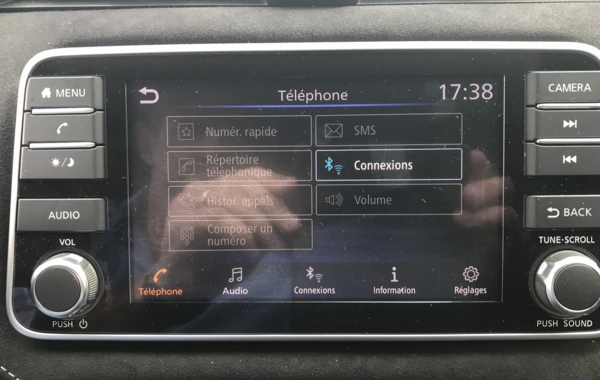 MENU
Téléphone
17:38
CAMERA
Numér. rapide
SMS
Répertoire
téléphonique
Connexions
Histor. appels
Volume
Composer un
numéro
AUDIO
BACK
VOL
TUNE·SCROLL
Téléphone
Audio
Connexions
Information
Réglages
PUSH
PUSH SOUND